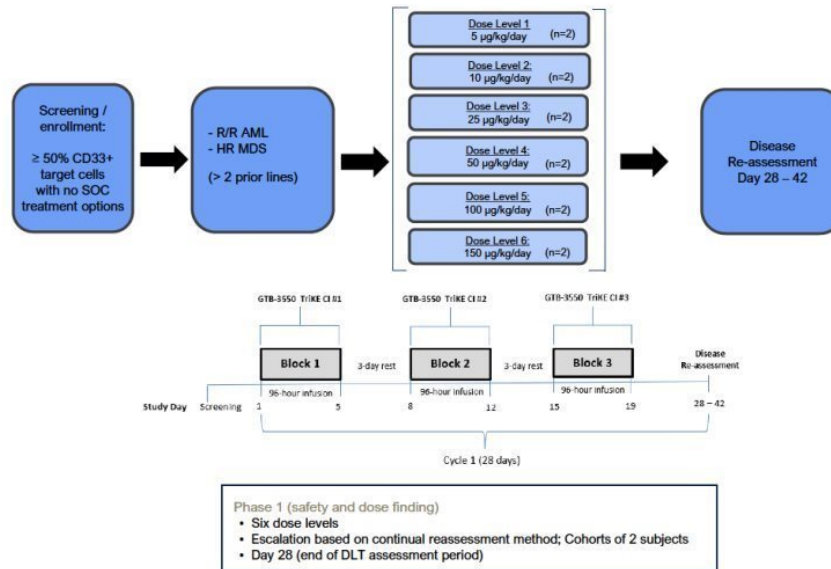 Screening /
enrollment:
≥ 50% CD33+
target cells
with no SOC
treatment options
- R/R AML
- HR MDS
(> 2 prior lines)
Dose Level 1
5 µg/kg/day (n=2)
Dose Level 2:
10 µg/kg/day (n=2)
Dose Level 3:
25 µg/kg/day (n=2)
Dose Level 4:
50 µg/kg/day (n=2)
Dose Level 5:
100 µg/kg/day (n=2)
Dose Level 6:
150 µg/kg/day (n=2)
Disease
Re-assessment
Day 28 – 42
GTB-3550 TriKE CI #1 GTB-3550 TriKE CI #2 GTB-3550 TriKE CI #3
Block 1 3-day rest Block 2 3-day rest Block 3
Disease
Re-assessment
96-hour infusion 96-hour infusion 96-hour infusion
Study Day Screening 1 5 8 12 15 19 28 – 42
Cycle 1 (28 days)
Phase 1 (safety and dose finding)
• Six dose levels
• Escalation based on continual reassessment method; Cohorts of 2 subjects
• Day 28 (end of DLT assessment period)